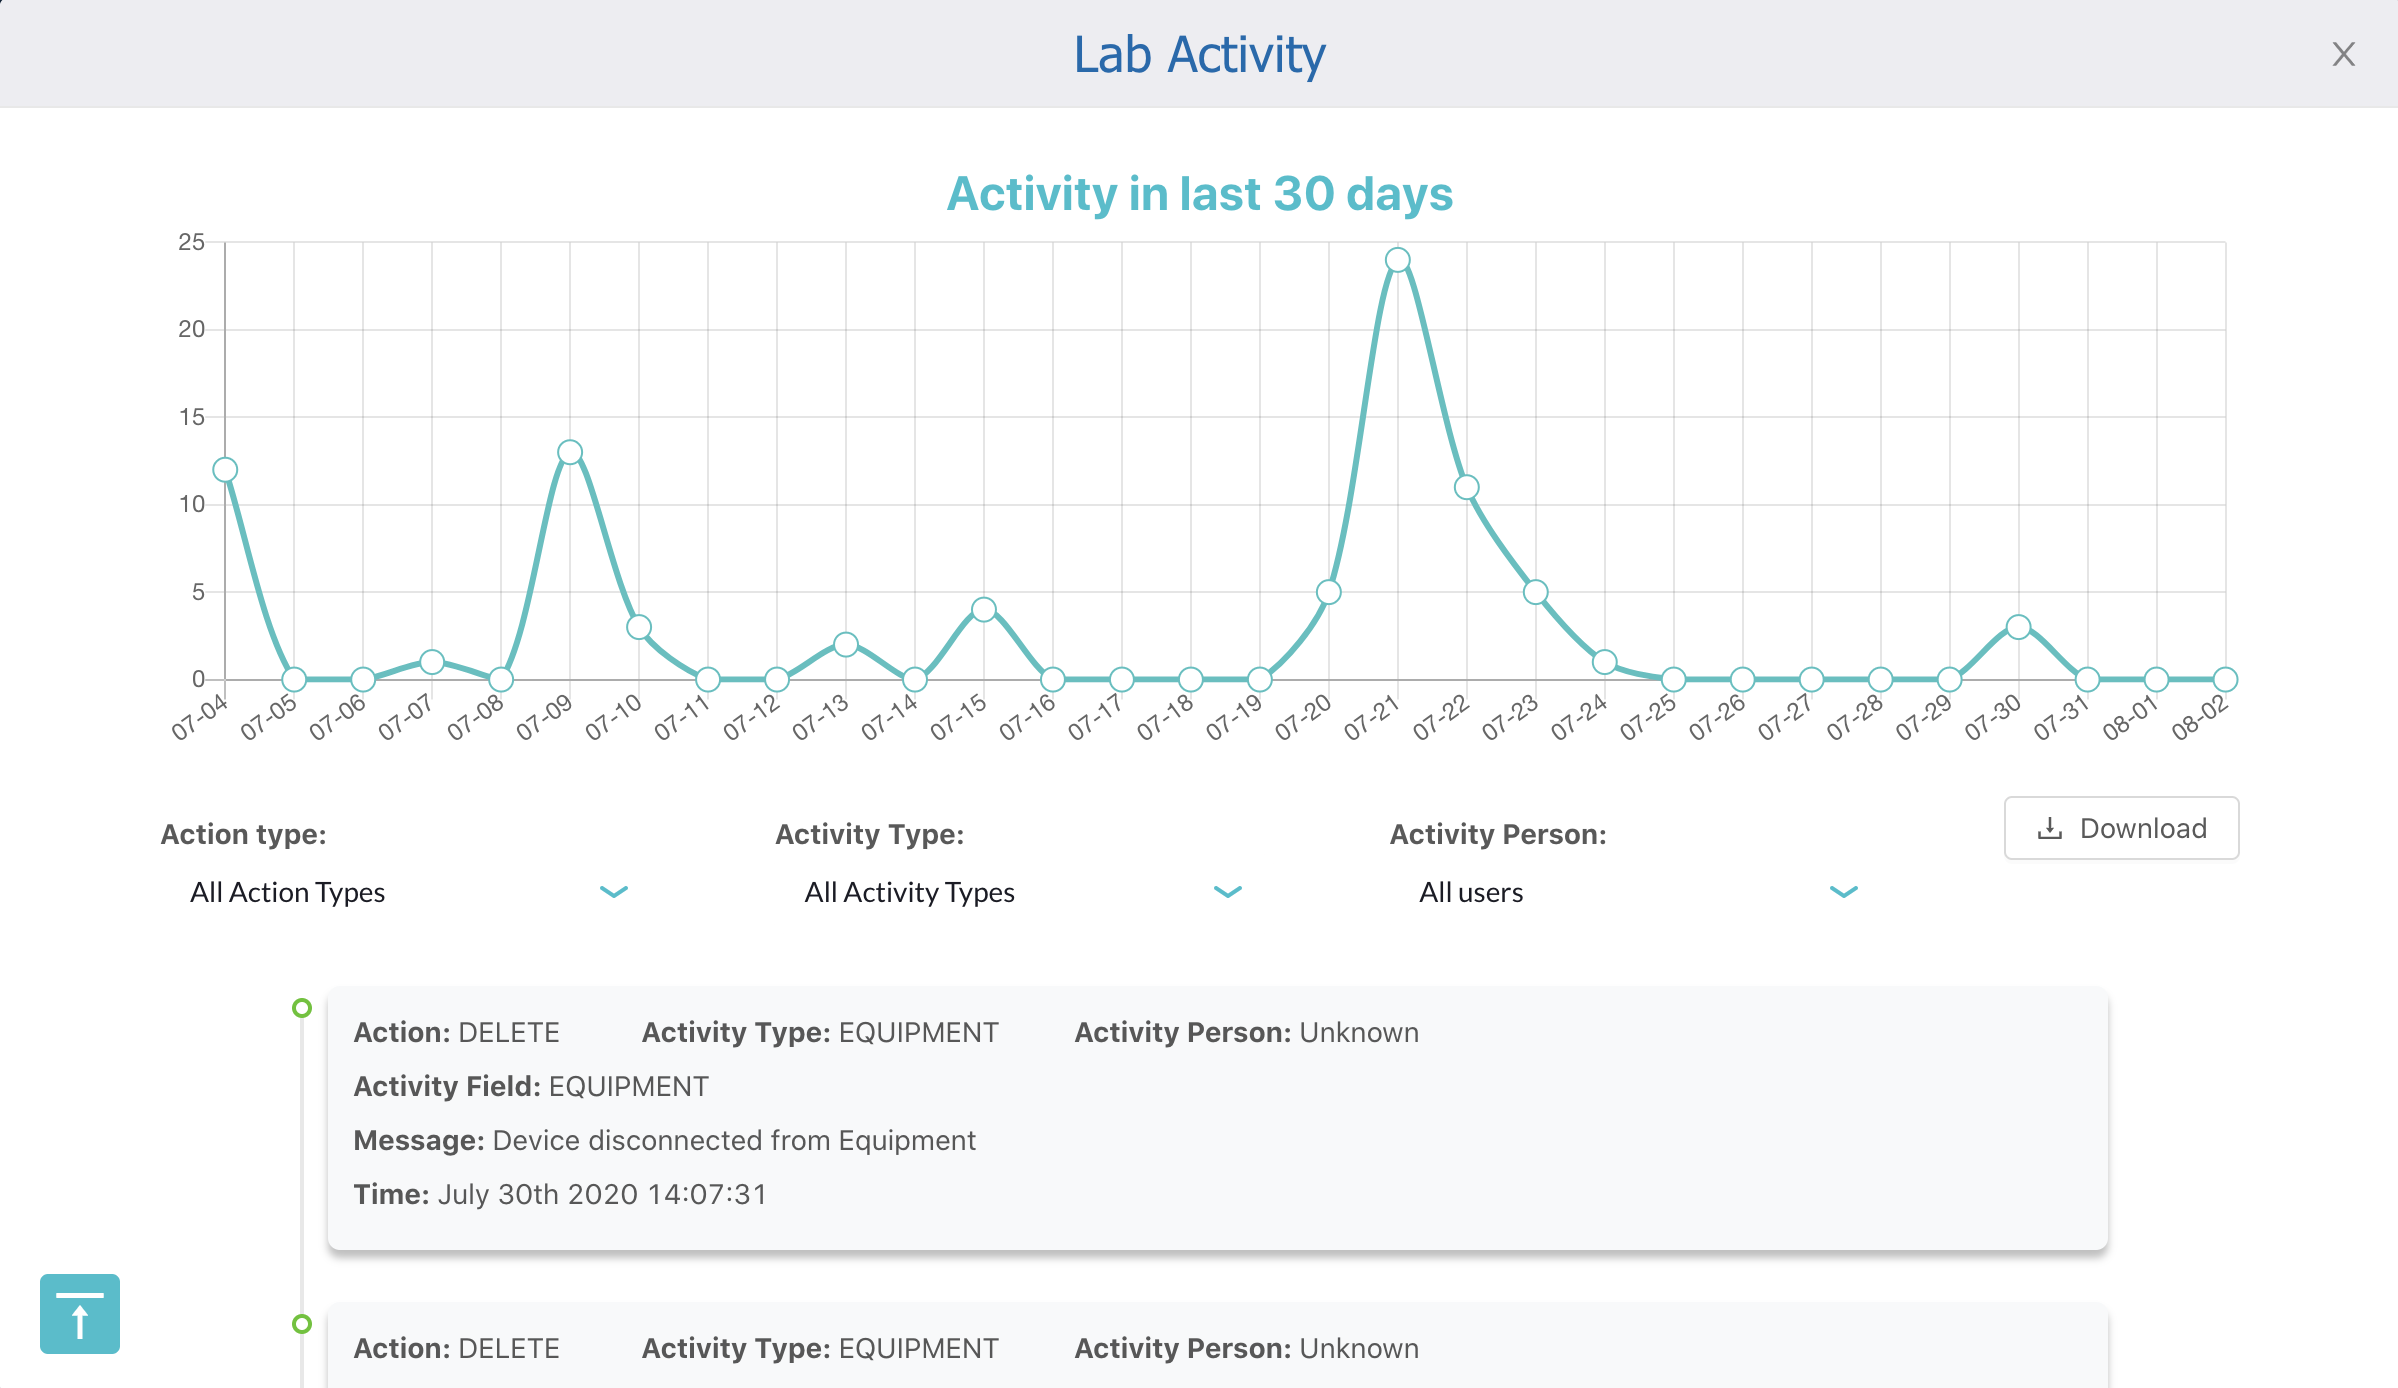 Lab Activity
Activity in last 30 days
25
20
15
10
5
0
07-04 07-05 07-06 07-07 07-08 07-09 07-10 07-11 07-12 07-13 07-14 07-15 07-16 07-17 07-18 07-19 07-20 07-21 07-22 07-23 07-24 07-25 07-26 07-27 07-28 07-29 07-30 07-31 08-01 08-02
Action type: Activity Type: Activity Person: Download
All Action Types All Activity Types All users
Action: DELETE Activity Type: EQUIPMENT Activity Person: Unknown
Activity Field: EQUIPMENT
Message: Device disconnected from Equipment
Time: July 30th 2020 14:07:31
Action: DELETE Activity Type: EQUIPMENT Activity Person: Unknown